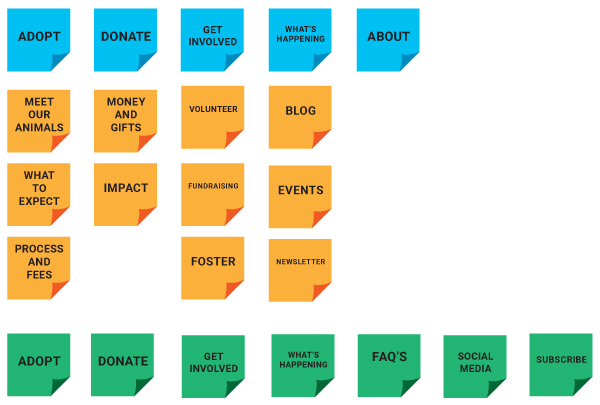 ADOPT
DONATE
GET
INVOLVED
WHAT'S
HAPPENING
ABOUT
MEET
OUR
ANIMALS
MONEY
AND
GIFTS
VOLUNTEER
BLOG
WHAT
TO
EXPECT
IMPACT
FUNDRAISING
EVENTS
PROCESS
AND
FEES
FOSTER
NEWSLETTER
ADOPT
DONATE
GET
INVOLVED
WHAT'S
HAPPENING
FAQ'S
SOCIAL
MEDIA
SUBSCRIBE